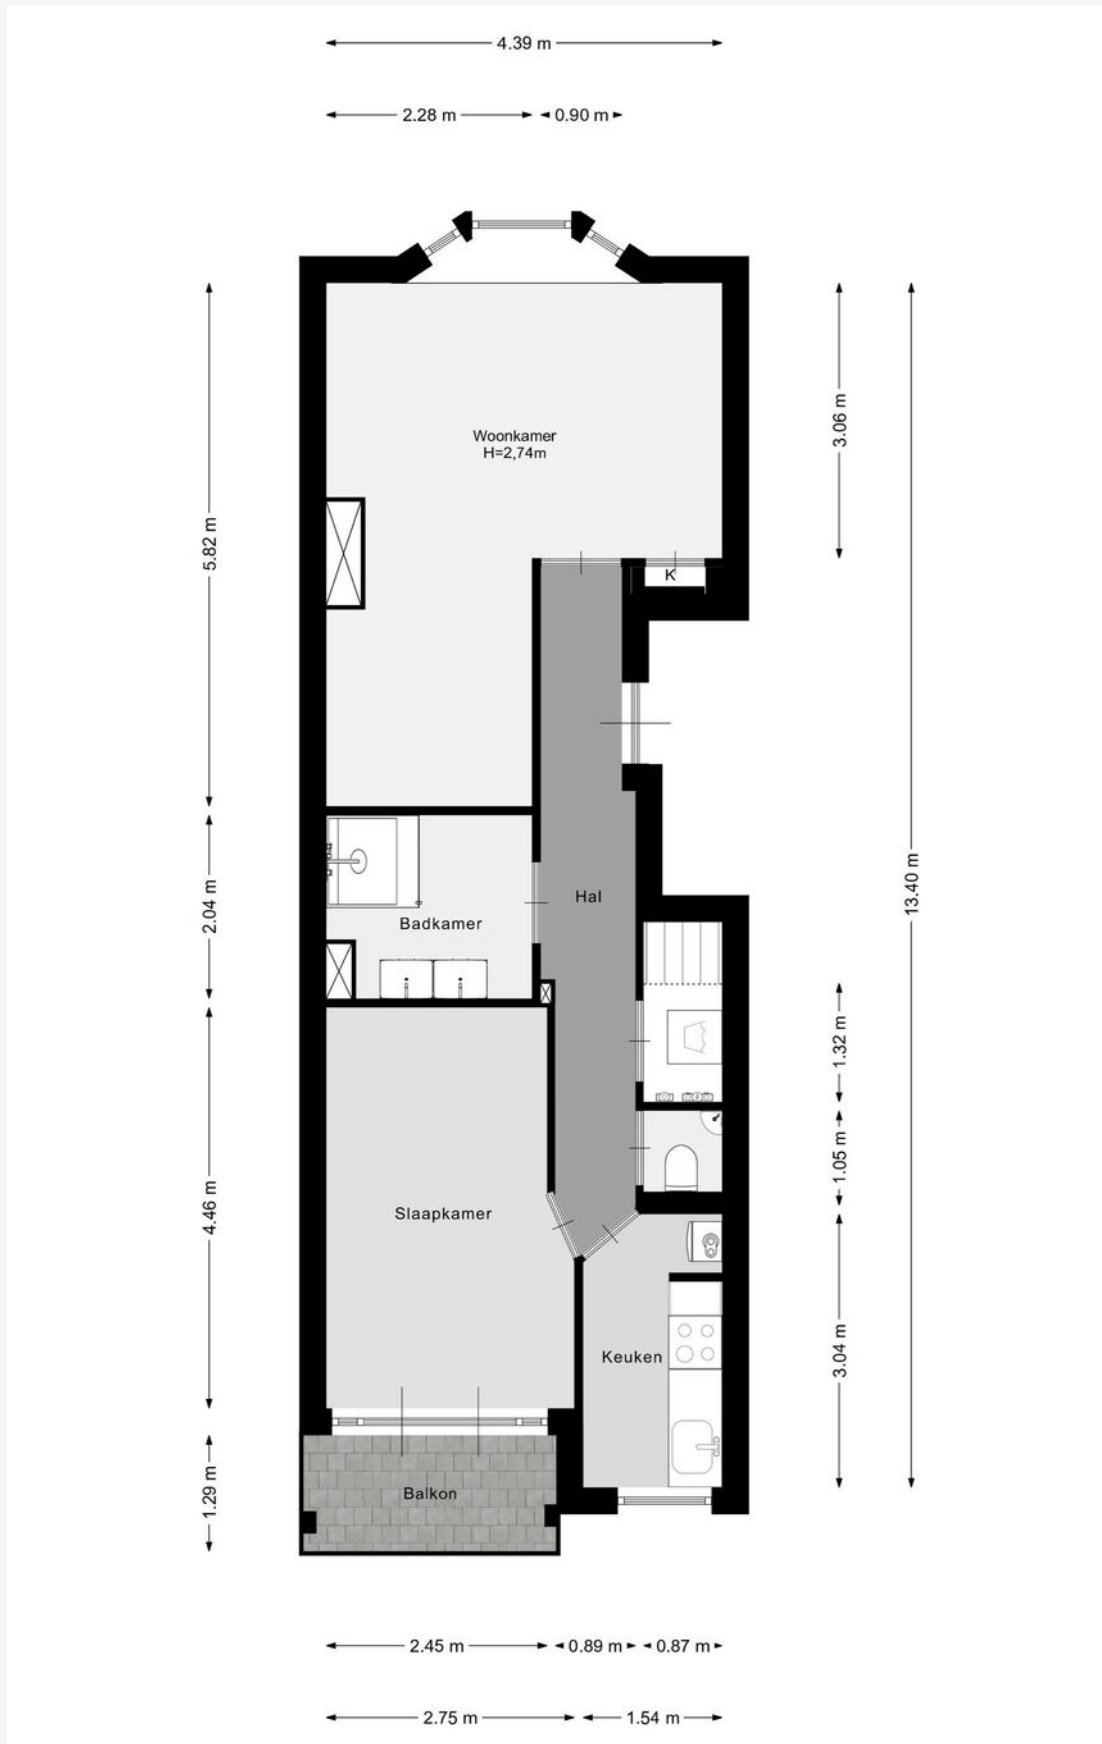 4.39 m
2.28 m
0.90 m
Woonkamer
H=2,74m
3.06 m
5.82 m
K
13.40 m
Hal
2.04 m
Badkamer
1.32 m
1.05 m
4.46 m
Slaapkamer
3.04 m
Keuken
1.29 m
Balkon
2.45 m
0.89 m
0.87 m
2.75 m
1.54 m